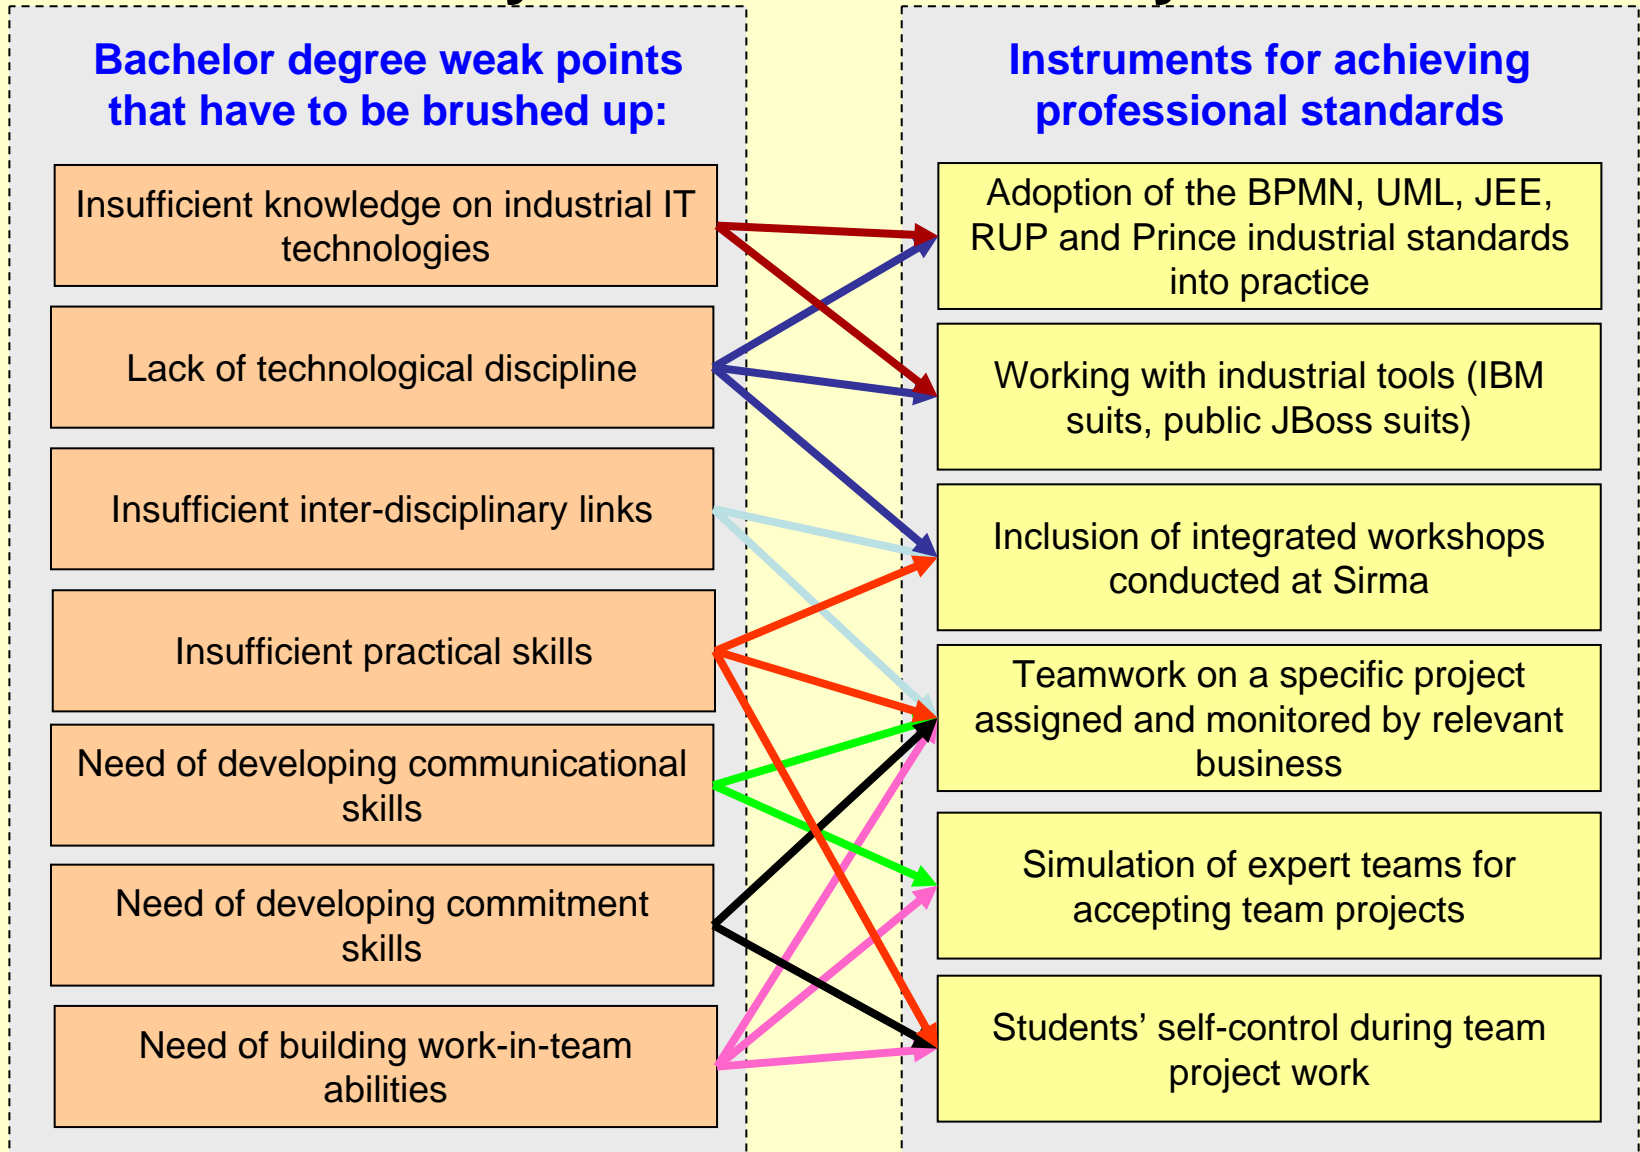 Bachelor degree weak points
that have to be brushed up:
Insufficient knowledge on industrial IT
technologies
Lack of technological discipline
Insufficient inter-disciplinary links
Insufficient practical skills
Need of developing communicational
skills
Need of developing commitment
skills
Need of building work-in-team
abilities
Instruments for achieving
professional standards
Adoption of the BPMN, UML, JEE,
RUP and Prince industrial standards
into practice
Working with industrial tools (IBM
suits, public JBoss suits)
Inclusion of integrated workshops
conducted at Sirma
Teamwork on a specific project
assigned and monitored by relevant
business
Simulation of expert teams for
accepting team projects
Students’ self-control during team
project work